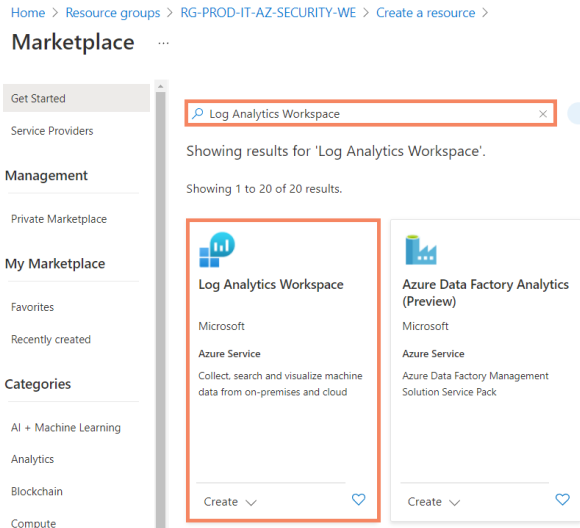 Home > Resource groups > RG-PROD-IT-AZ-SECURITY-WE > Create a resource >
Marketplace ...
Get Started
Service Providers
Management
Private Marketplace
My Marketplace
Favorites
Recently created
Categories
AI + Machine Learning
Analytics
Blockchain
Compute
Log Analytics Workspace
Showing results for 'Log Analytics Workspace'.
Showing 1 to 20 of 20 results.
Log Analytics Workspace
Microsoft
Azure Service
Collect, search and visualize machine
data from on-premises and cloud
Create
Azure Data Factory Analytics
(Preview)
Microsoft
Azure Service
Azure Data Factory Management
Solution Service Pack
Create